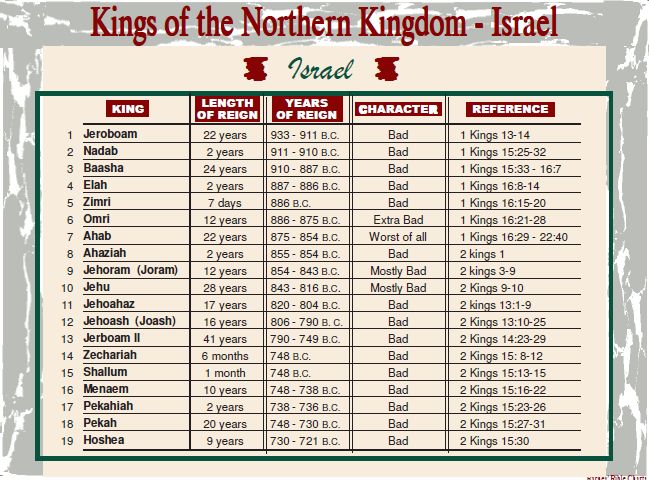 Kings of the Northern Kingdom - Israel
Israel
KING LENGTH OF REIGN YEARS OF REIGN CHARACTER REFERENCE
1 Jeroboam 22 years 933 - 911 B.C. Bad 1 Kings 13-14
2 Nadab 2 years 911 - 910 B.C. Bad 1 Kings 15:25-32
3 Baasha 24 years 910 - 887 B.C. Bad 1 Kings 15:33 - 16:7
4 Elah 2 years 887 - 886 B.C. Bad 1 Kings 16:8-14
5 Zimri 7 days 886 B.C. Bad 1 Kings 16:15-20
6 Omri 12 years 886 - 875 B.C. Extra Bad 1 Kings 16:21-28
7 Ahab 22 years 875 - 854 B.C. Worst of all 1 Kings 16:29 - 22:40
8 Ahaziah 2 years 855 - 854 B.C. Bad 2 kings 1
9 Jehoram (Joram) 12 years 854 - 843 B.C. Mostly Bad 2 kings 3-9
10 Jehu 28 years 843 - 816 B.C. Mostly Bad 2 Kings 9-10
11 Jehoahaz 17 years 820 - 804 B.C. Bad 2 kings 13:1-9
12 Jehoash (Joash) 16 years 806 - 790 B. C. Bad 2 Kings 13:10-25
13 Jerboam II 41 years 790 - 749 B.C. Bad 2 Kings 14:23-29
14 Zechariah 6 months 748 B.C. Bad 2 Kings 15: 8-12
15 Shallum 1 month 748 B.C. Bad 2 Kings 15:13-15
16 Menaem 10 years 748 - 738 B.C. Bad 2 Kings 15:16-22
17 Pekahiah 2 years 738 - 736 B.C. Bad 2 Kings 15:23-26
18 Pekah 20 years 748 - 730 B.C. Bad 2 Kings 15:27-31
19 Hoshea 9 years 730 - 721 B.C. Bad 2 Kings 15:30
Bible Charts